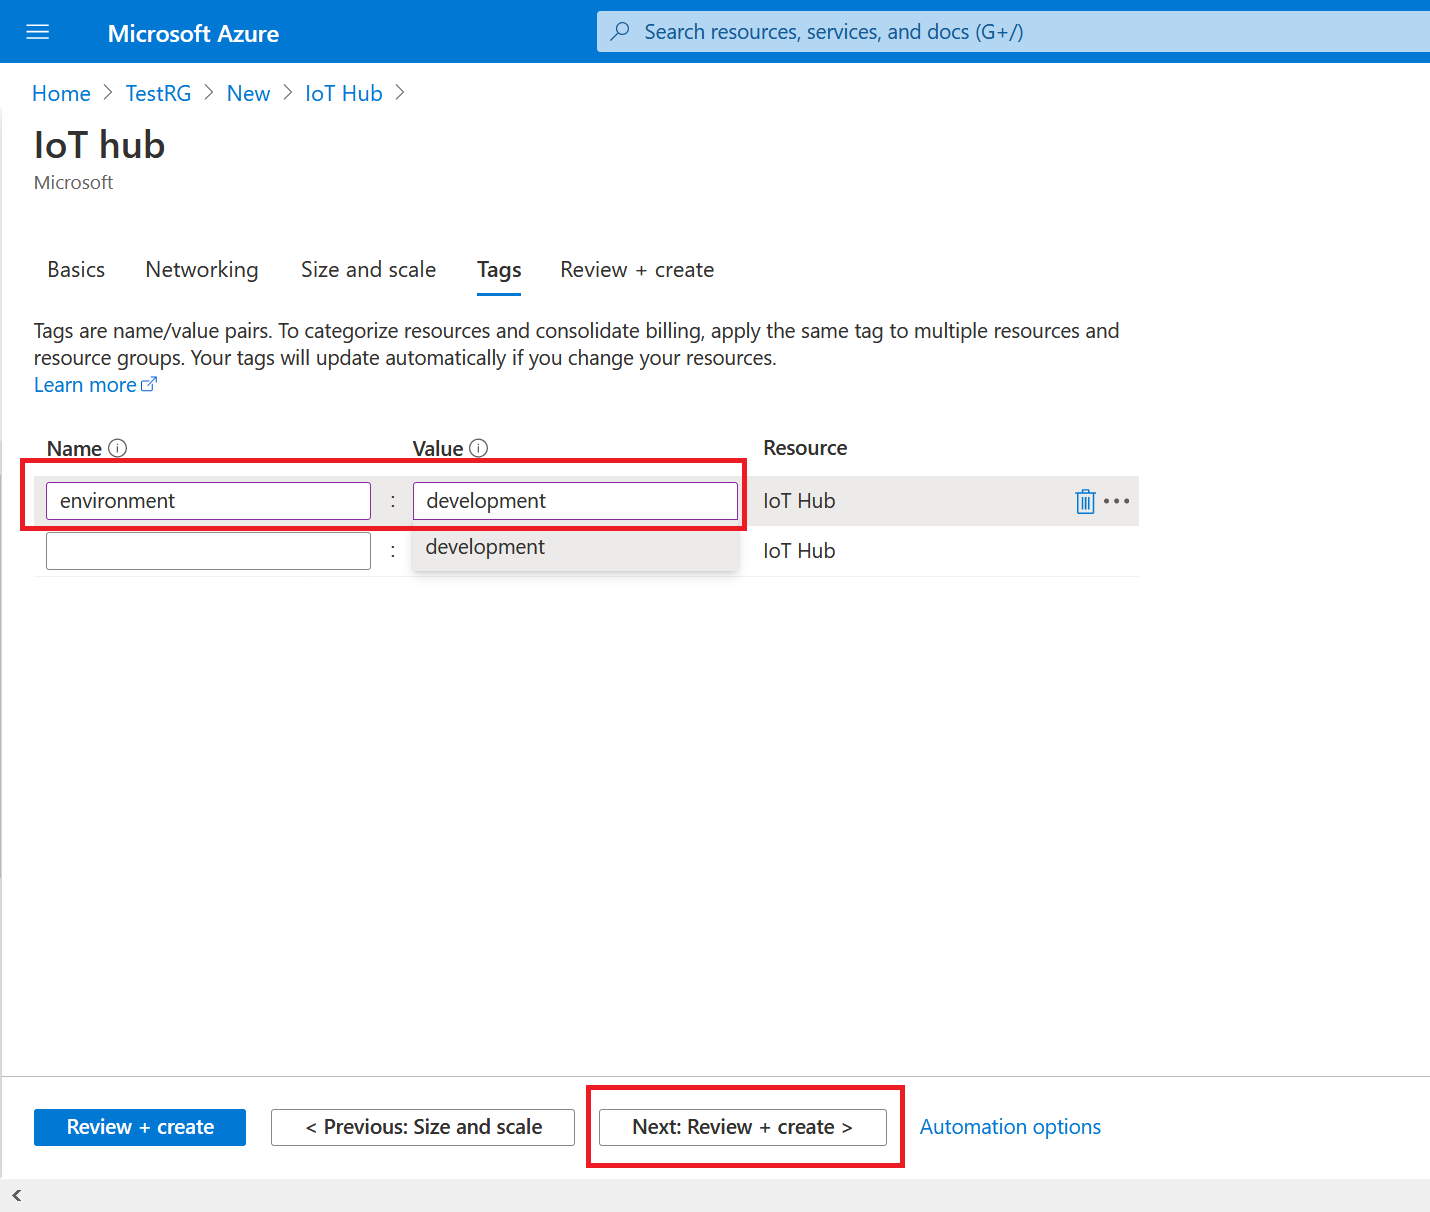 Microsoft Azure
Search resources, services, and docs (G+/)
Home > TestRG > New > IoT Hub >
IoT hub
Microsoft
Basics Networking Size and scale Tags Review + create
Tags are name/value pairs. To categorize resources and consolidate billing, apply the same tag to multiple resources and
resource groups. Your tags will update automatically if you change your resources.
Learn more
Name Value Resource
environment : development IoT Hub
: development IoT Hub
Review + create < Previous: Size and scale Next: Review + create > Automation options